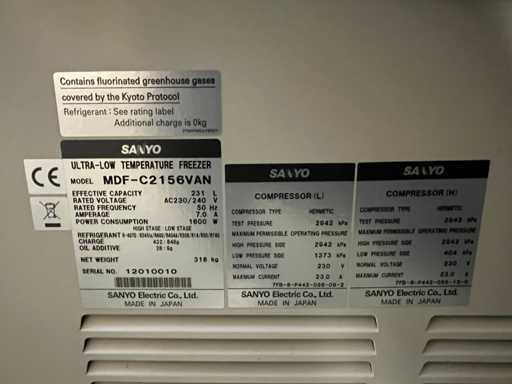 Contains fluorinated greenhouse gases
covered by the Kyoto Protocol
Refrigerant : See rating label
Additional charge is 0kg
SANYO
ULTRA-LOW TEMPERATURE FREEZER
MODEL MDF-C2156VAN
EFFECTIVE CAPACITY 231 L
RATED VOLTAGE AC230/240 V
RATED FREQUENCY 50 Hz
AMPERAGE 7.0 A
POWER CONSUMPTION 1600 W
HIGH STAGE LOW STAGE
REFRIGERANT
CHARGE
OIL ADDITIVE
NET WEIGHT 318 kg
SERIAL NO. 12010010
SANYO Electric Co., Ltd.
MADE IN JAPAN
SANYO
COMPRESSOR (L)
COMPRESSOR TYPE HERMETIC
TEST PRESSURE 2942 kPa
MAXIMUM PERMISSIBLE OPERATING PRESSURE
HIGH PRESSURE SIDE 2942 kPa
LOW PRESSURE SIDE 1373 kPa
NORMAL VOLTAGE 230 V
MAXIMUM CURRENT 23.0 A
SANYO Electric Co., Ltd.
MADE IN JAPAN
SANYO
COMPRESSOR (H)
COMPRESSOR TYPE HERMETIC
TEST PRESSURE 2942 kPa
MAXIMUM PERMISSIBLE OPERATING PRESSURE
HIGH PRESSURE SIDE 2942 kPa
LOW PRESSURE SIDE 404 kPa
NORMAL VOLTAGE 230 V
MAXIMUM CURRENT 23.0 A
SANYO Electric Co., Ltd.
MADE IN JAPAN
CE